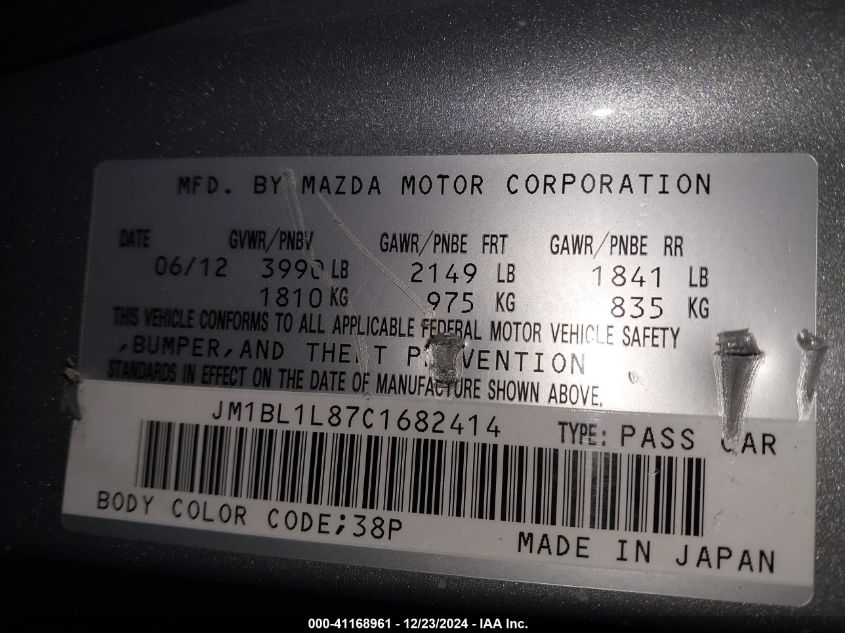 MFD. BY MAZDA MOTOR CORPORATION
DATE GVWR/PNBV GAWR/PNBE FRT GAWR/PNBE RR
06/12 3990 LB 2149 LB 1841 LB
1810 KG 975 KG 835 KG
THIS VEHICLE CONFORMS TO ALL APPLICABLE FEDERAL MOTOR VEHICLE SAFETY
,BUMPER,AND THEFT PREVENTION
STANDARDS IN EFFECT ON THE DATE OF MANUFACTURE SHOWN ABOVE.
JM1BL1L87C1682414 TYPE: PASS CAR
BODY COLOR CODE;38P
MADE IN JAPAN
000-41168961 - 12/23/2024 - IAA Inc.